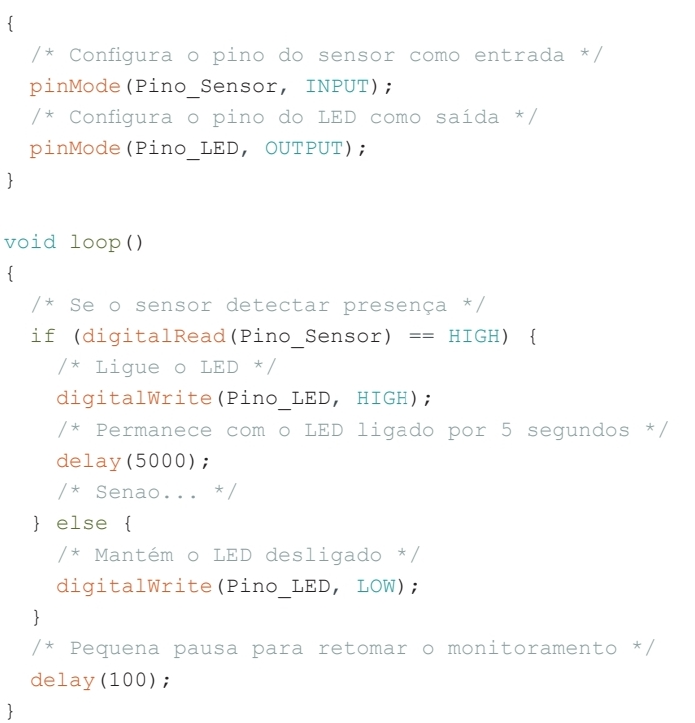 {
  /* Configura o pino do sensor como entrada */
  pinMode(Pino_Sensor, INPUT);
  /* Configura o pino do LED como saída */
  pinMode(Pino_LED, OUTPUT);
}

void loop()
{
  /* Se o sensor detectar presença */
  if (digitalRead(Pino_Sensor) == HIGH) {
    /* Ligue o LED */
    digitalWrite(Pino_LED, HIGH);
    /* Permanece com o LED ligado por 5 segundos */
    delay(5000);
    /* Senao... */
  } else {
    /* Mantém o LED desligado */
    digitalWrite(Pino_LED, LOW);
  }
  /* Pequena pausa para retomar o monitoramento */
  delay(100);
}